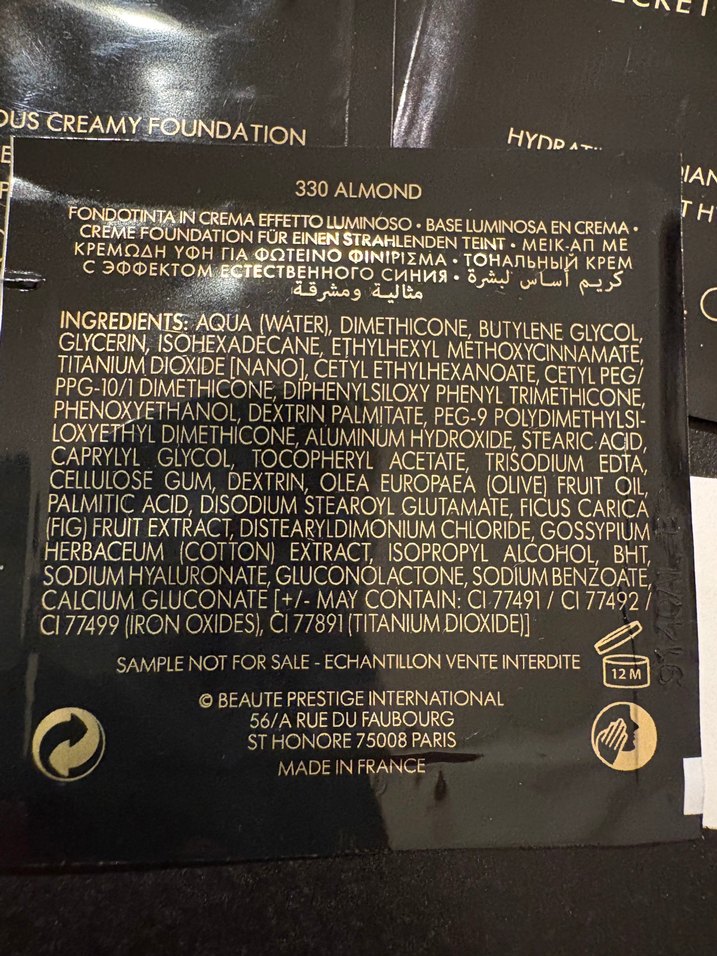 ECRET
OUS CREAMY FOUNDATION
HYDRATI
IAN
T H
330 ALMOND
FONDOTINTA IN CREMA EFFETTO LUMINOSO • BASE LUMINOSA EN CREMA •
CREME FOUNDATION FÜR EINEN STRAHLENDEN TEINT • ΜΕΙΚ-ΑΠ ΜΕ
ΚΡΕΜΩΔΗ ΥΦΗ ΓΙΑ ΦΩΤΕΙΝΟ ΦΙΝΙΡΙΣΜΑ • ТОНАЛЬНЫЙ КРЕМ
С ЭФФЕКТОМ ЕСТЕСТВЕННОГО СИНИЯ • كريم أساس لبشرة
مثالية ومشرقة
INGREDIENTS: AQUA (WATER), DIMETHICONE, BUTYLENE GLYCOL,
GLYCERIN, ISOHEXADECANE, ETHYLHEXYL METHOXYCINNAMATE,
TITANIUM DIOXIDE [NANO], CETYL ETHYLHEXANOATE, CETYL PEG/
PPG-10/1 DIMETHICONE, DIPHENYLSILOXY PHENYL TRIMETHICONE,
PHENOXYETHANOL, DEXTRIN PALMITATE, PEG-9 POLYDIMETHYLSI-
LOXYETHYL DIMETHICONE, ALUMINUM HYDROXIDE, STEARIC ACID,
CAPRYLYL GLYCOL, TOCOPHERYL ACETATE, TRISODIUM EDTA,
CELLULOSE GUM, DEXTRIN, OLEA EUROPAEA (OLIVE) FRUIT OIL,
PALMITIC ACID, DISODIUM STEAROYL GLUTAMATE, FICUS CARICA
(FIG) FRUIT EXTRACT, DISTEARYLDIMONIUM CHLORIDE, GOSSYPIUM
HERBACEUM (COTTON) EXTRACT, ISOPROPYL ALCOHOL, BHT,
SODIUM HYALURONATE, GLUCONOLACTONE, SODIUM BENZOATE,
CALCIUM GLUCONATE [+/- MAY CONTAIN: CI 77491 / CI 77492 /
CI 77499 (IRON OXIDES), CI 77891 (TITANIUM DIOXIDE)]
SAMPLE NOT FOR SALE - ECHANTILLON VENTE INTERDITE
12 M
© BEAUTE PRESTIGE INTERNATIONAL
56/A RUE DU FAUBOURG
ST HONORE 75008 PARIS
MADE IN FRANCE